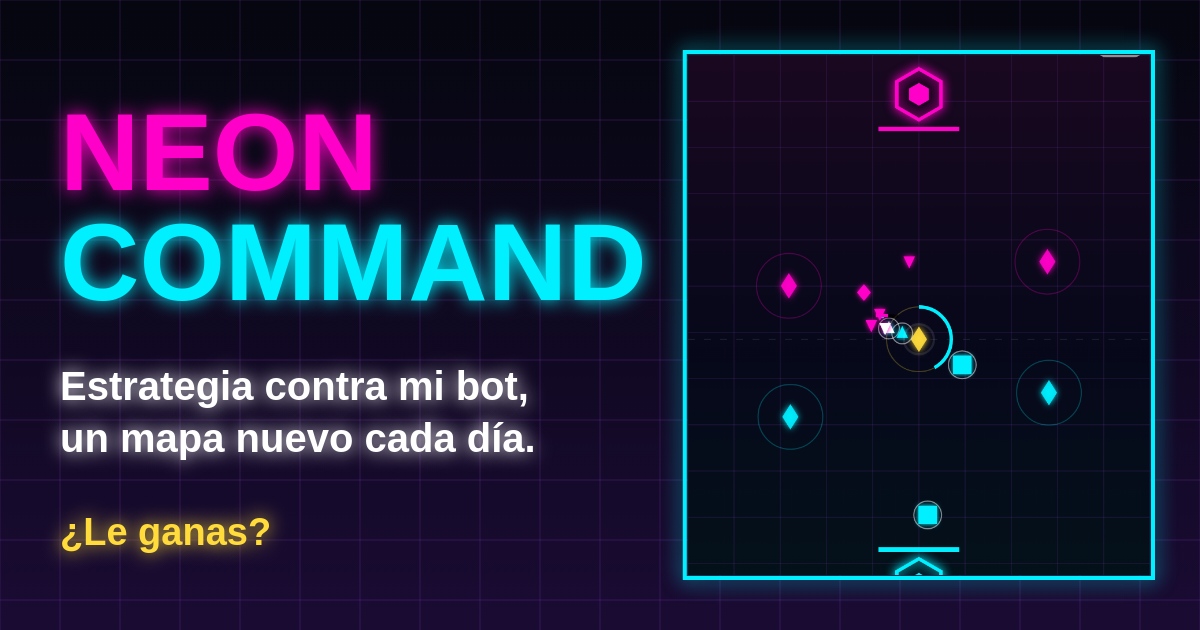 NEON
COMMAND
Estrategia contra mi bot,
un mapa nuevo cada día.
¿Le ganas?